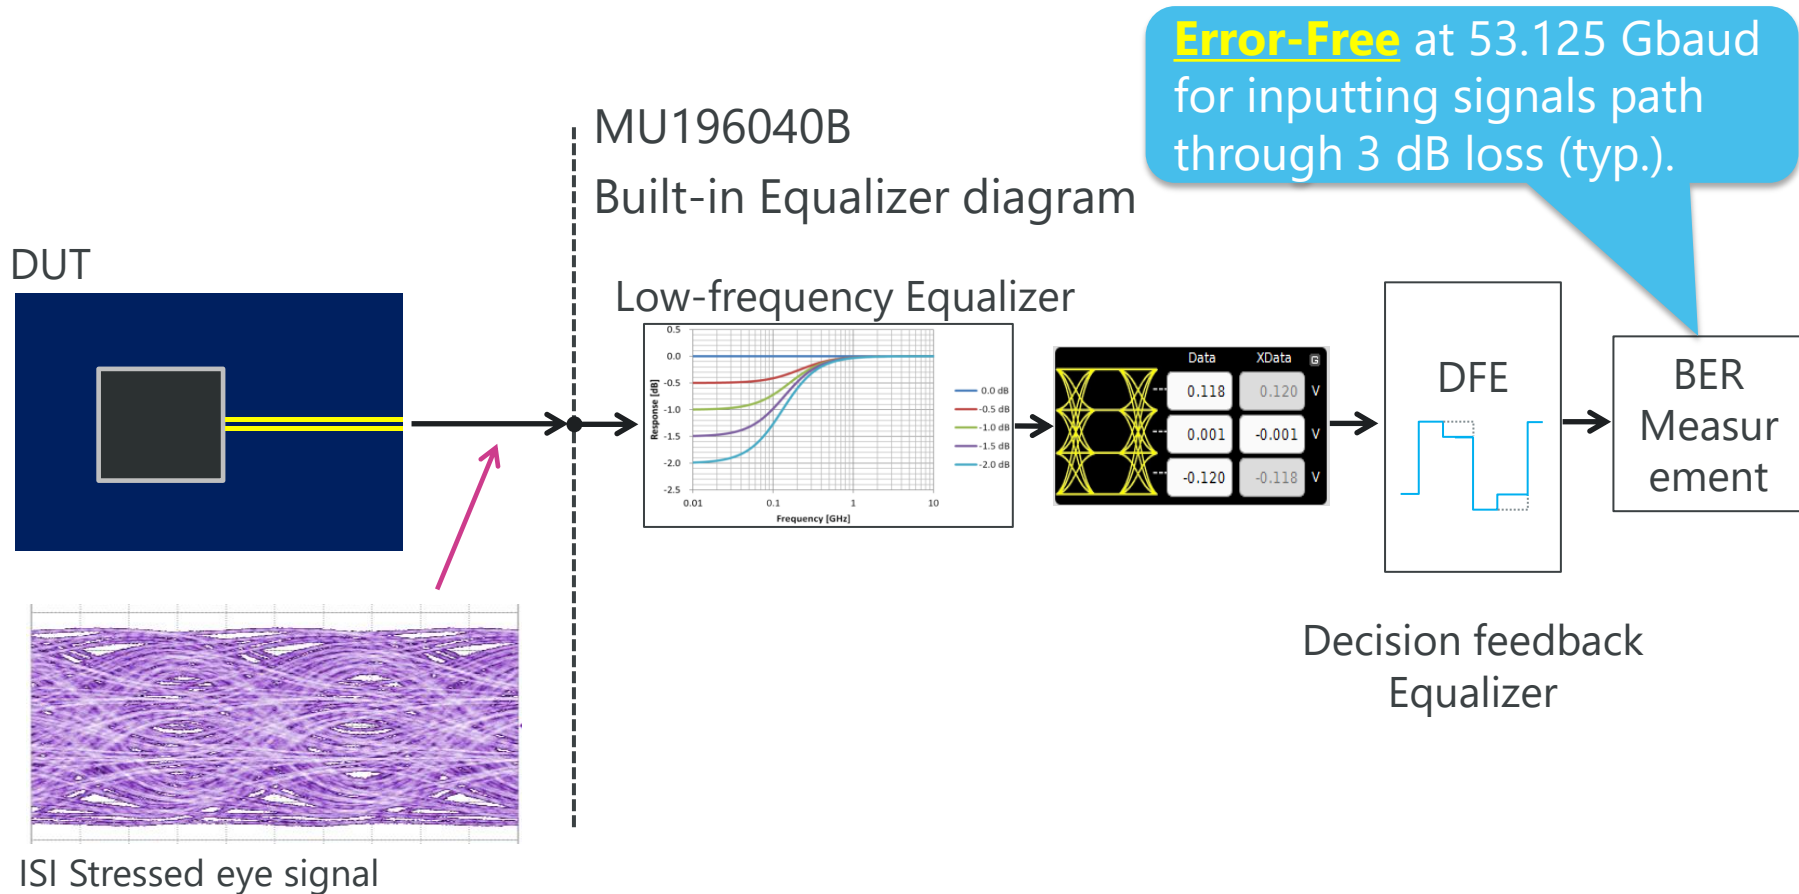 Error-Free at 53.125 Gbaud
for inputting signals path
through 3 dB loss (typ.).
MU196040B
Built-in Equalizer diagram
DUT
Low-frequency Equalizer
0.5
0.0
-0.5
-1.0
-1.5
-2.0
-2.5
Response [dB]
0.01 0.1 1 10
Frequency [GHz]
0.0 dB
-0.5 dB
-1.0 dB
-1.5 dB
-2.0 dB
Data XData G
0.118 0.120 V
0.001 -0.001 V
-0.120 -0.118 V
DFE
BER
Measur
ement
Decision feedback
Equalizer
ISI Stressed eye signal